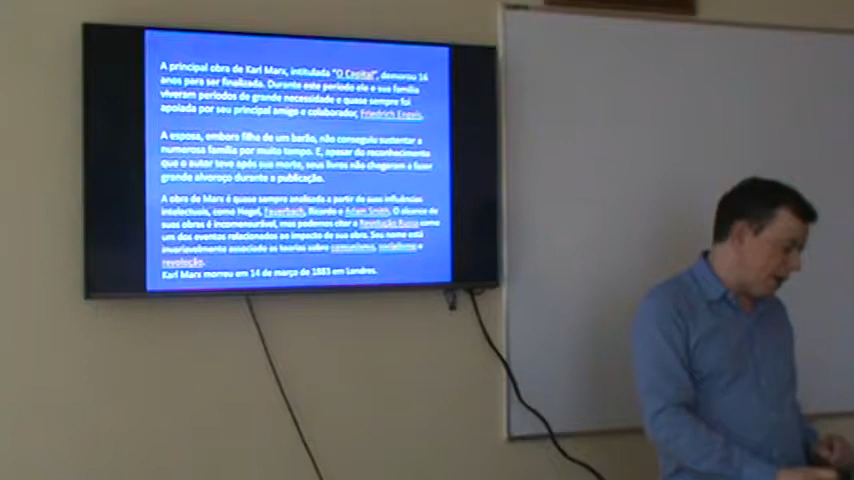 A principal obra de Karl Marx, intitulada "O Capital", demorou 16
anos para ser finalizada. Durante este período ele e sua família
viveram períodos de grande necessidade e quase sempre foi
apoiada por seu principal amigo e colaborador, Friedrich Engels.
A esposa, embora filha de um barão, não conseguiu sustentar a
numerosa família por muito tempo. E, apesar do reconhecimento
que o autor teve após sua morte, seus livros não chegaram a fazer
grande alvoroço durante a publicação.
A obra de Marx é quase sempre analisada a partir de suas influências
intelectuais, como Hegel, Feuerbach, Ricardo e Adam Smith. O alcance de
suas obras é incomensurável, mas podemos citar a Revolução Russa como
um dos eventos relacionados ao impacto de sua obra. Seu nome está
invariavelmente associado as teorias sobre comunismo, socialismo e
revolução.
Karl Marx morreu em 14 de março de 1883 em Londres.